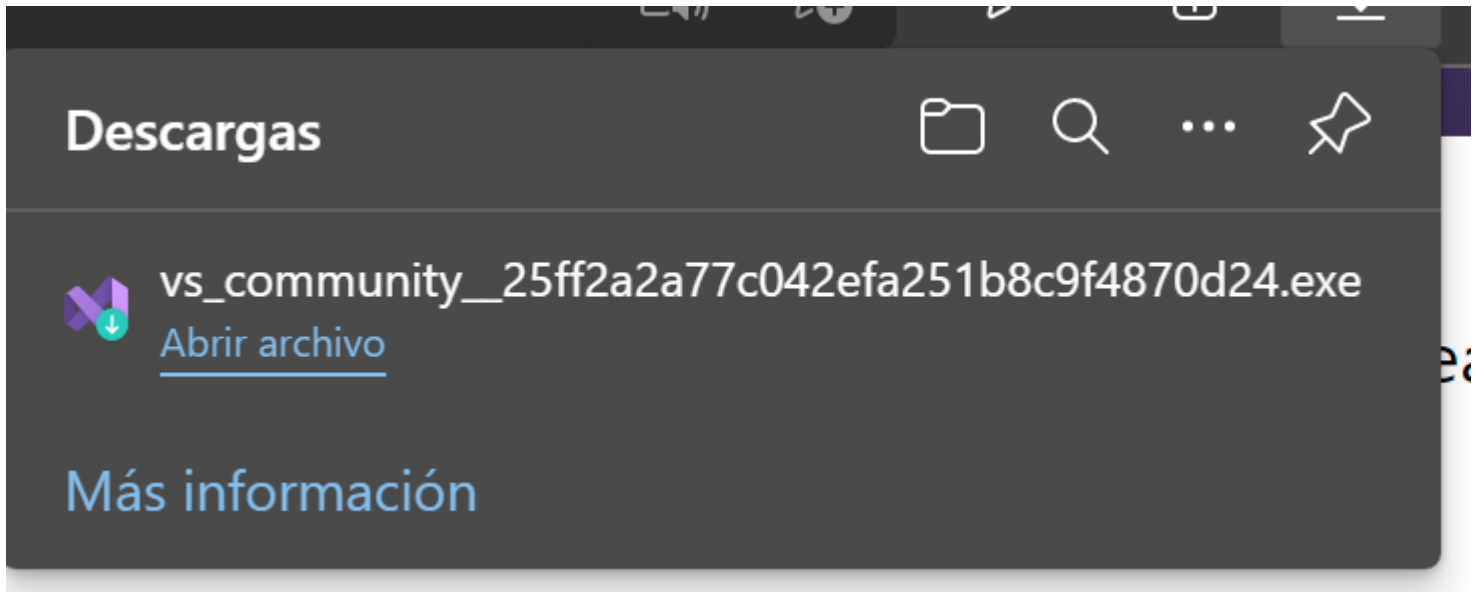 Descargas
vs_community__25ff2a2a77c042efa251b8c9f4870d24.exe
Abrir archivo
Más información